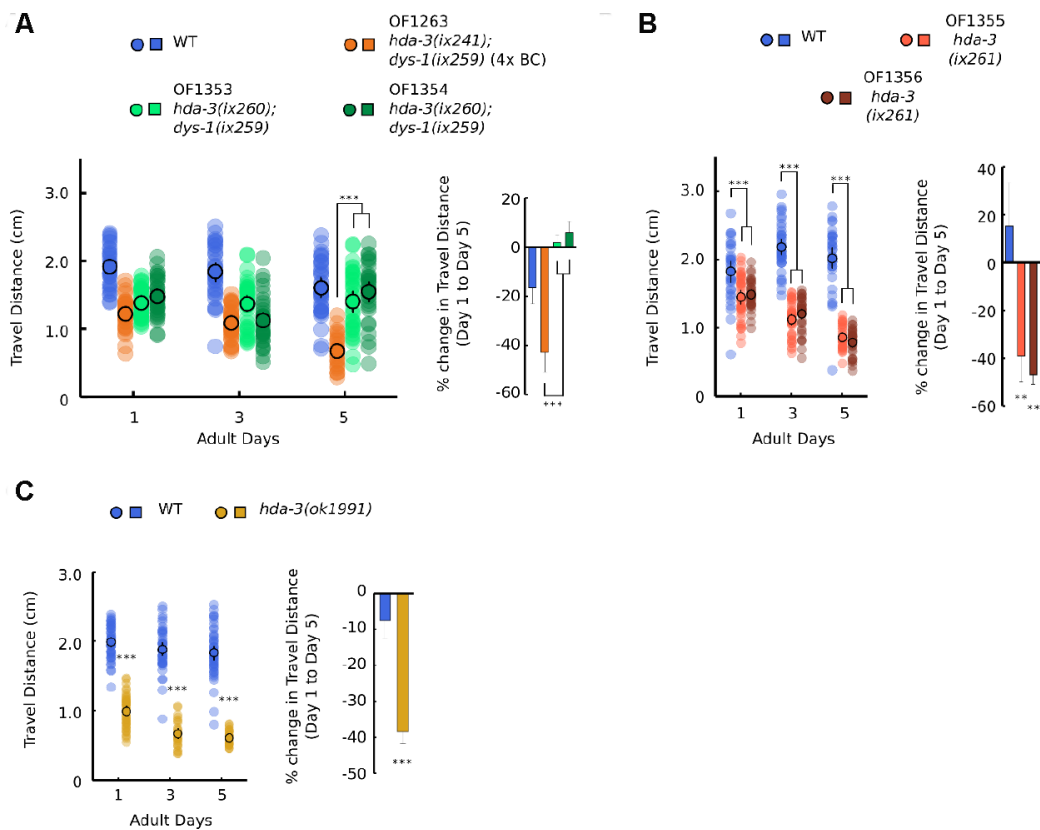 A
WT
OF1263
hda-3(ix241);
dys-1(ix259) (4x BC)
OF1353
hda-3(ix260);
dys-1(ix259)
OF1354
hda-3(ix260);
dys-1(ix259)
Travel Distance (cm)
3.0
2.0
1.0
0
***
1
3
5
Adult Days
% change in Travel Distance
(Day 1 to Day 5)
20
0
-20
-40
-60
***
B
WT
OF1355
hda-3
(ix261)
OF1356
hda-3
(ix261)
Travel Distance (cm)
3.0
2.0
1.0
0
***
***
***
1
3
5
Adult Days
% change in Travel Distance
(Day 1 to Day 5)
40
20
0
-20
-40
-60
**
**
C
WT
hda-3(ok1991)
Travel Distance (cm)
3.0
2.0
1.0
0
***
***
***
1
3
5
Adult Days
% change in Travel Distance
(Day 1 to Day 5)
0
-10
-20
-30
-40
-50
***